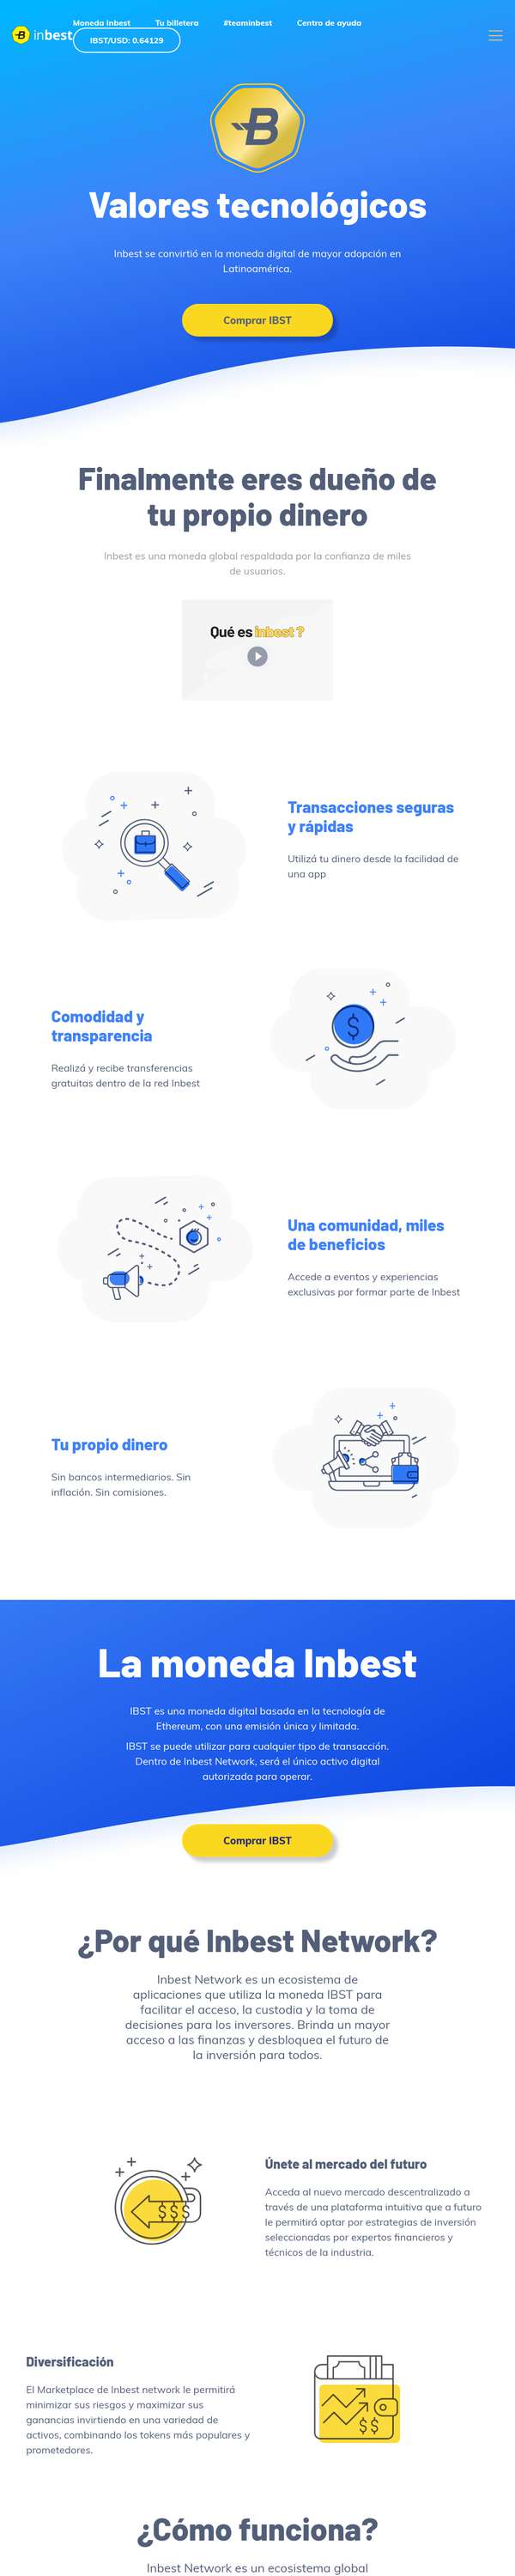 Moneda Inbest
Tu billetera
#teaminbest
Centro de ayuda
inbest
IBST/USD: 0.64129
Valores tecnológicos
Inbest se convirtió en la moneda digital de mayor adopción en
Latinoamérica.
Comprar IBST
Finalmente eres dueño de
tu propio dinero
Inbest es una moneda global respaldada por la confianza de miles
de usuarios.
Qué es inbest ?
Transacciones seguras
y rápidas
Utilizá tu dinero desde la facilidad de
una app
Comodidad y
transparencia
Realizá y recibe transferencias
gratuitas dentro de la red Inbest
Una comunidad, miles
de beneficios
Accede a eventos y experiencias
exclusivas por formar parte de Inbest
Tu propio dinero
Sin bancos intermediarios. Sin
inflación. Sin comisiones.
La moneda Inbest
IBST es una moneda digital basada en la tecnología de
Ethereum, con una emisión única y limitada.
IBST se puede utilizar para cualquier tipo de transacción.
Dentro de Inbest Network, será el único activo digital
autorizada para operar.
Comprar IBST
¿Por qué Inbest Network?
Inbest Network es un ecosistema de
aplicaciones que utiliza la moneda IBST para
facilitar el acceso, la custodia y la toma de
decisiones para los inversores. Brinda un mayor
acceso a las finanzas y desbloquea el futuro de
la inversión para todos.
Únete al mercado del futuro
Acceda al nuevo mercado descentralizado a
través de una plataforma intuitiva que a futuro
le permitirá optar por estrategias de inversión
seleccionadas por expertos financieros y
técnicos de la industria.
Diversificación
El Marketplace de Inbest network le permitirá
minimizar sus riesgos y maximizar sus
ganancias invirtiendo en una variedad de
activos, combinando los tokens más populares y
prometedores.
¿Cómo funciona?
Inbest Network es un ecosistema global